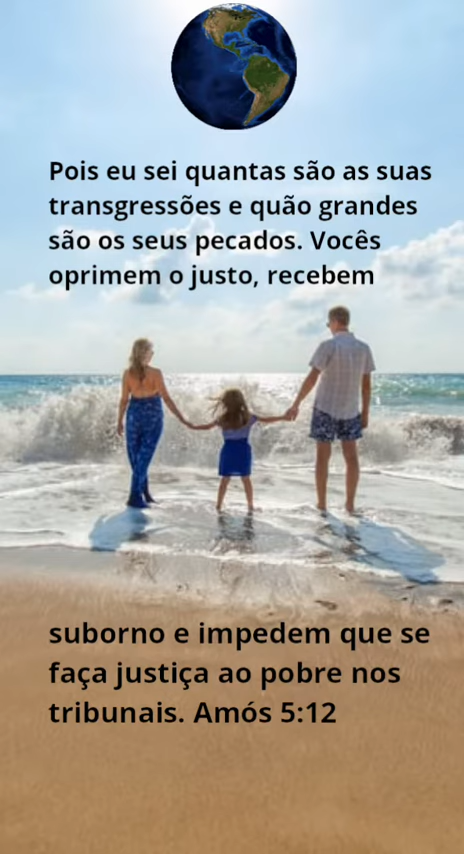 Pois eu sei quantas são as suas
transgressões e quão grandes
são os seus pecados. Vocês
oprimem o justo, recebem
suborno e impedem que se
faça justiça ao pobre nos
tribunais. Amós 5:12